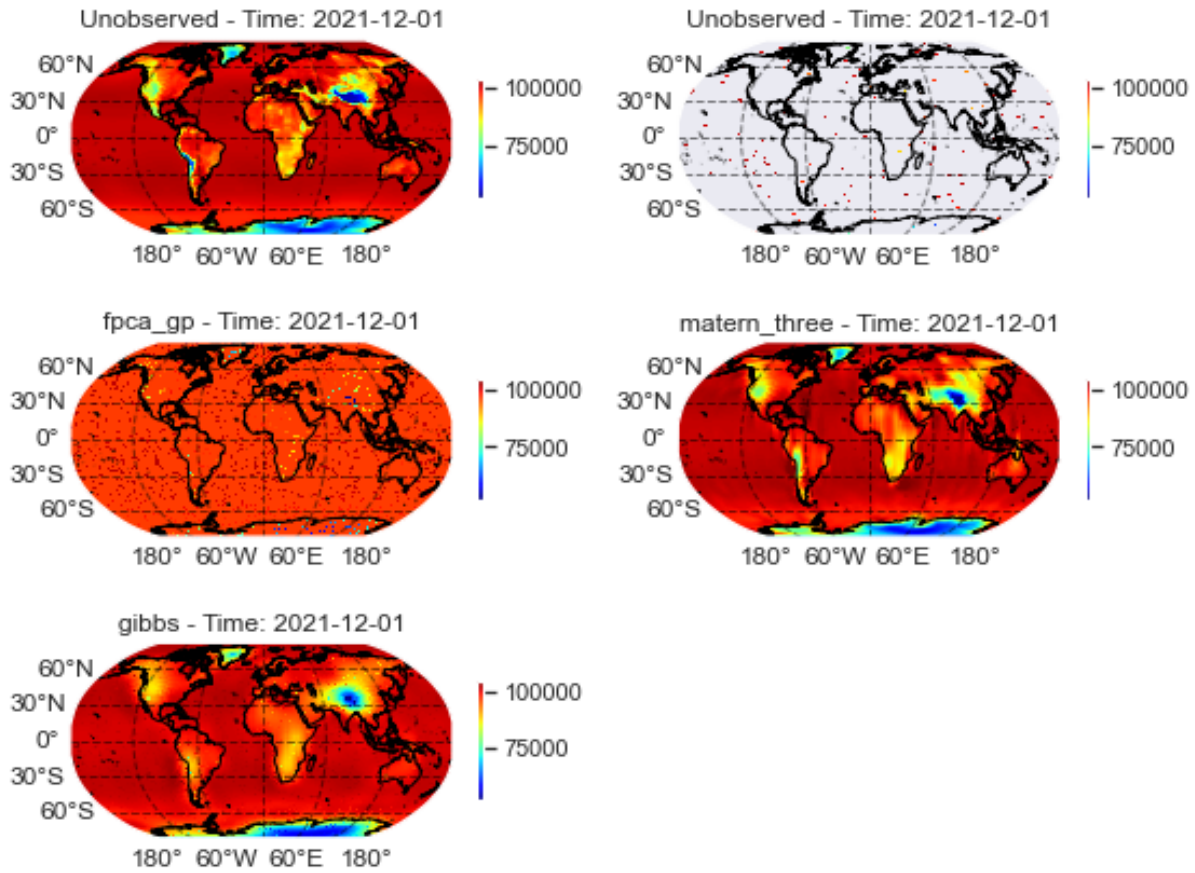 Unobserved - Time: 2021-12-01
60°N
30°N
0°
30°S
60°S
180° 60°W 60°E 180°
100000
75000
Unobserved - Time: 2021-12-01
60°N
30°N
0°
30°S
60°S
180° 60°W 60°E 180°
100000
75000
fpca_gp - Time: 2021-12-01
60°N
30°N
0°
30°S
60°S
180° 60°W 60°E 180°
100000
75000
matern_three - Time: 2021-12-01
60°N
30°N
0°
30°S
60°S
180° 60°W 60°E 180°
100000
75000
gibbs - Time: 2021-12-01
60°N
30°N
0°
30°S
60°S
180° 60°W 60°E 180°
100000
75000